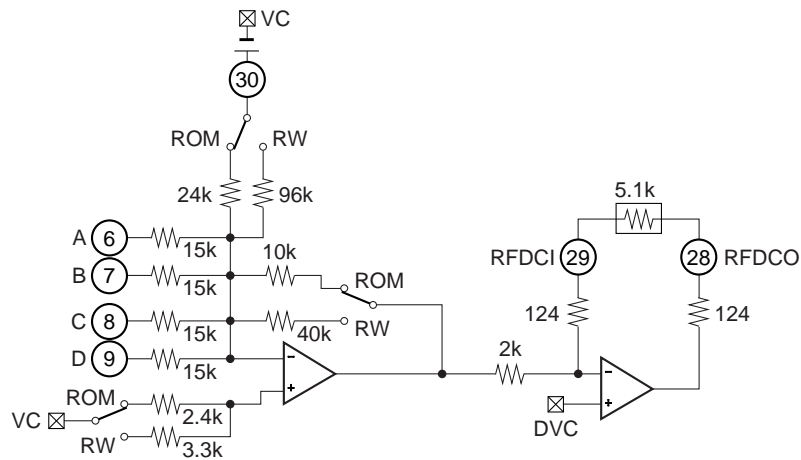 VC
30
ROM
RW
24k
96k
5.1k
A 6
15k
10k
RFDCI 29
28 RFDCO
B 7
15k
ROM
C 8
15k
40k
RW
124
124
D 9
15k
2k
–
+
–
+
ROM
VC
2.4k
RW
3.3k
DVC